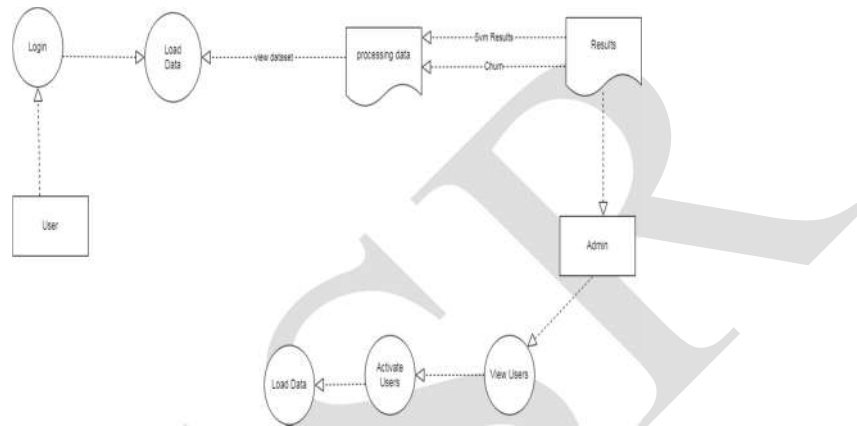 Login
Load
Data
view dataset
processing data
Svm Results
Churn
Results
User
Admin
Load Data
Activate
Users
View Users